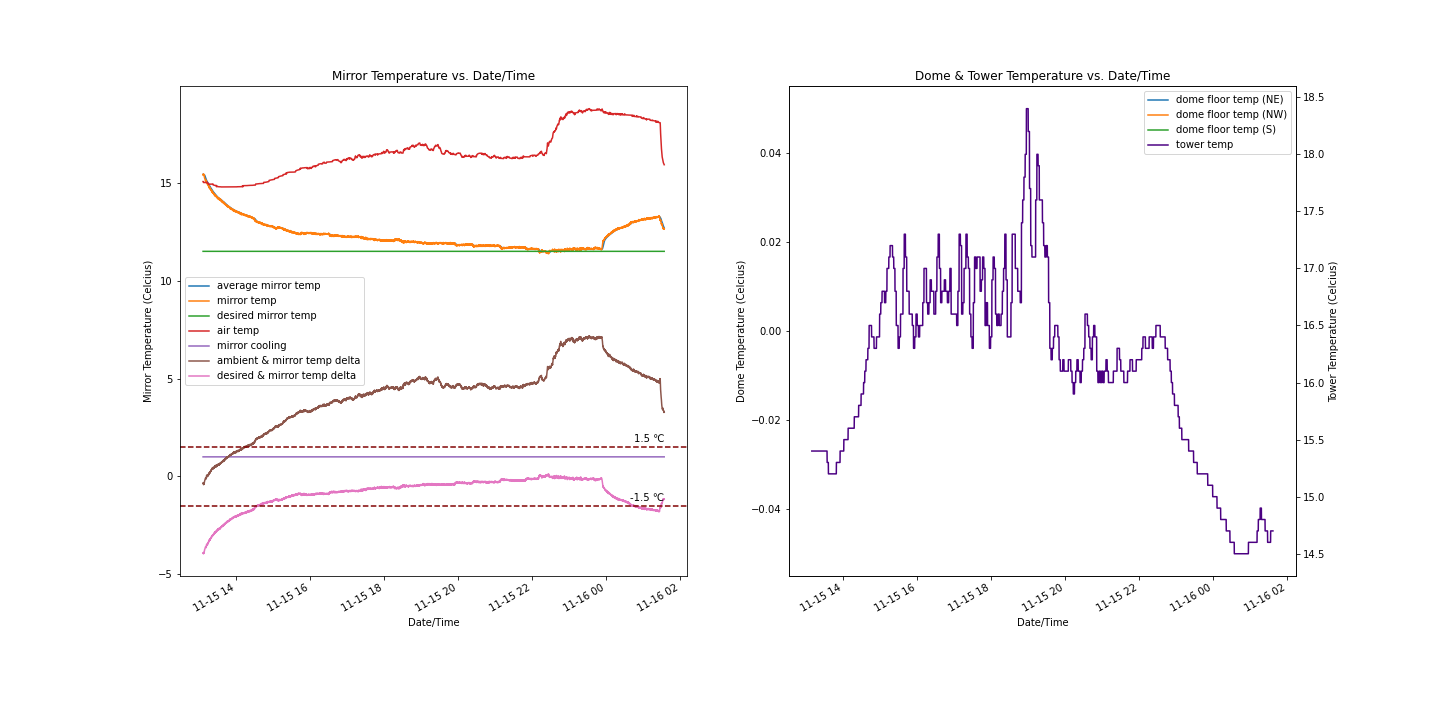 Mirror Temperature vs. Date/Time
Mirror Temperature (Celcius)
15
10
5
0
−5
average mirror temp
mirror temp
desired mirror temp
air temp
mirror cooling
ambient & mirror temp delta
desired & mirror temp delta
1.5 ℃
-1.5 ℃
11-15 14
11-15 16
11-15 18
11-15 20
11-15 22
11-16 00
11-16 02
Date/Time
Dome & Tower Temperature vs. Date/Time
Dome Temperature (Celcius)
0.04
0.02
0.00
−0.02
−0.04
dome floor temp (NE)
dome floor temp (NW)
dome floor temp (S)
tower temp
18.5
18.0
17.5
17.0
16.5
16.0
15.5
15.0
14.5
Tower Temperature (Celcius)
11-15 14
11-15 16
11-15 18
11-15 20
11-15 22
11-16 00
11-16 02
Date/Time